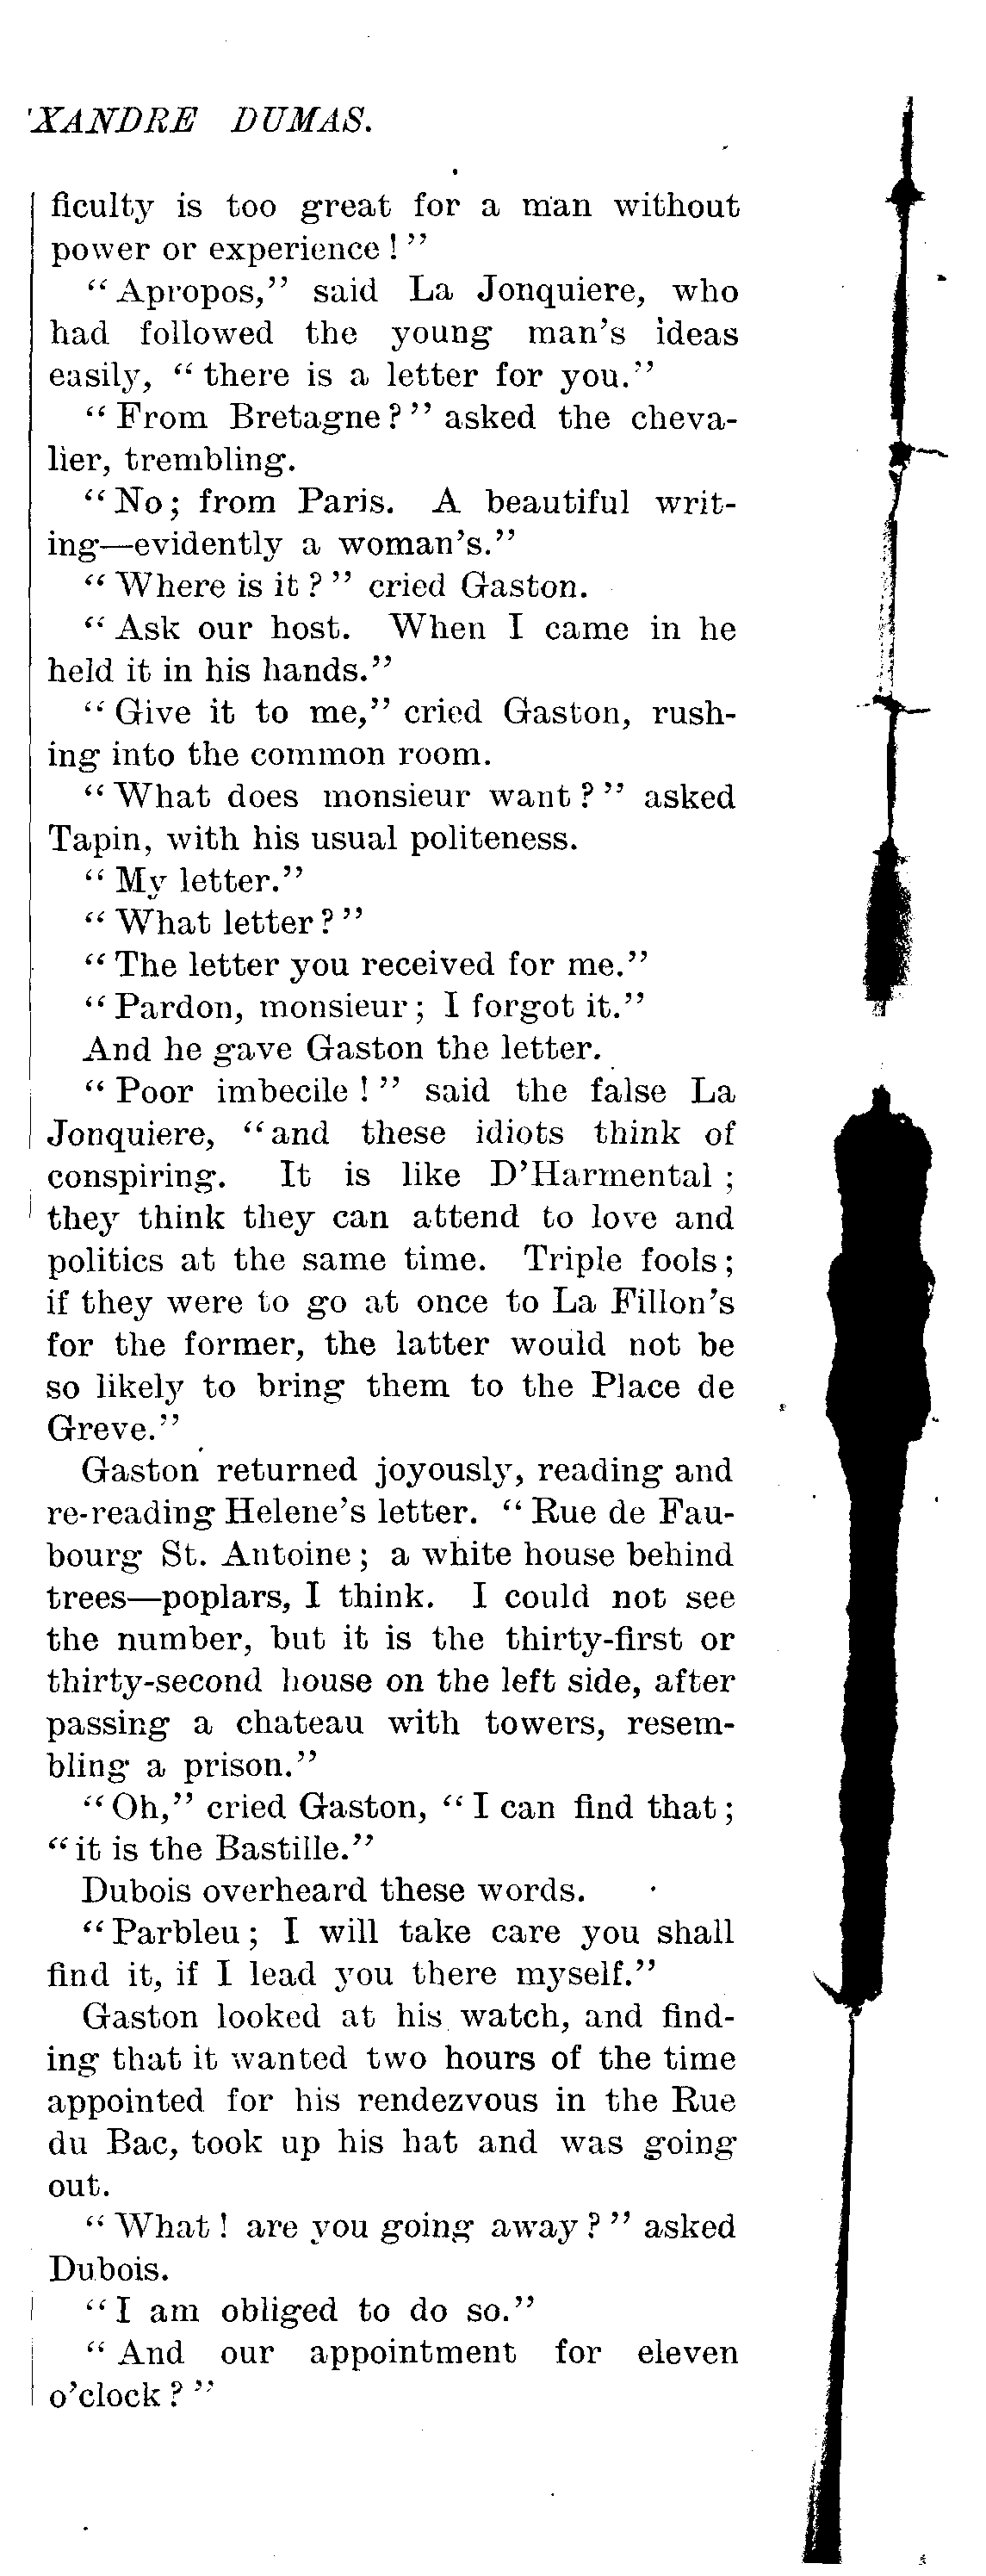 'XANDRE DUMAS.
ficulty is too great for a man without
power or experience!"
"Apropos," said La Jonquiere, who
had followed the young man's ideas
easily, "there is a letter for you."
"From Bretagne?" asked the cheva-
lier, trembling.
"No; from Paris. A beautiful writ-
ing—evidently a woman's."
"Where is it?" cried Gaston.
"Ask our host. When I came in he
held it in his hands."
"Give it to me," cried Gaston, rush-
ing into the common room.
"What does monsieur want?" asked
Tapin, with his usual politeness.
"My letter."
"What letter?"
"The letter you received for me."
"Pardon, monsieur; I forgot it."
And he gave Gaston the letter.
"Poor imbecile!" said the false La
Jonquiere, "and these idiots think of
conspiring. It is like D'Harmental;
they think they can attend to love and
politics at the same time. Triple fools;
if they were to go at once to La Fillon's
for the former, the latter would not be
so likely to bring them to the Place de
Greve."
Gaston returned joyously, reading and
re-reading Helene's letter. "Rue de Fau-
bourg St. Antoine; a white house behind
trees—poplars, I think. I could not see
the number, but it is the thirty-first or
thirty-second house on the left side, after
passing a chateau with towers, resem-
bling a prison."
"Oh," cried Gaston, "I can find that;
"it is the Bastille."
Dubois overheard these words.
"Parbleu; I will take care you shall
find it, if I lead you there myself."
Gaston looked at his watch, and find-
ing that it wanted two hours of the time
appointed for his rendezvous in the Rue
du Bac, took up his hat and was going
out.
"What! are you going away?" asked
Dubois.
"I am obliged to do so."
"And our appointment for eleven
o'clock?"